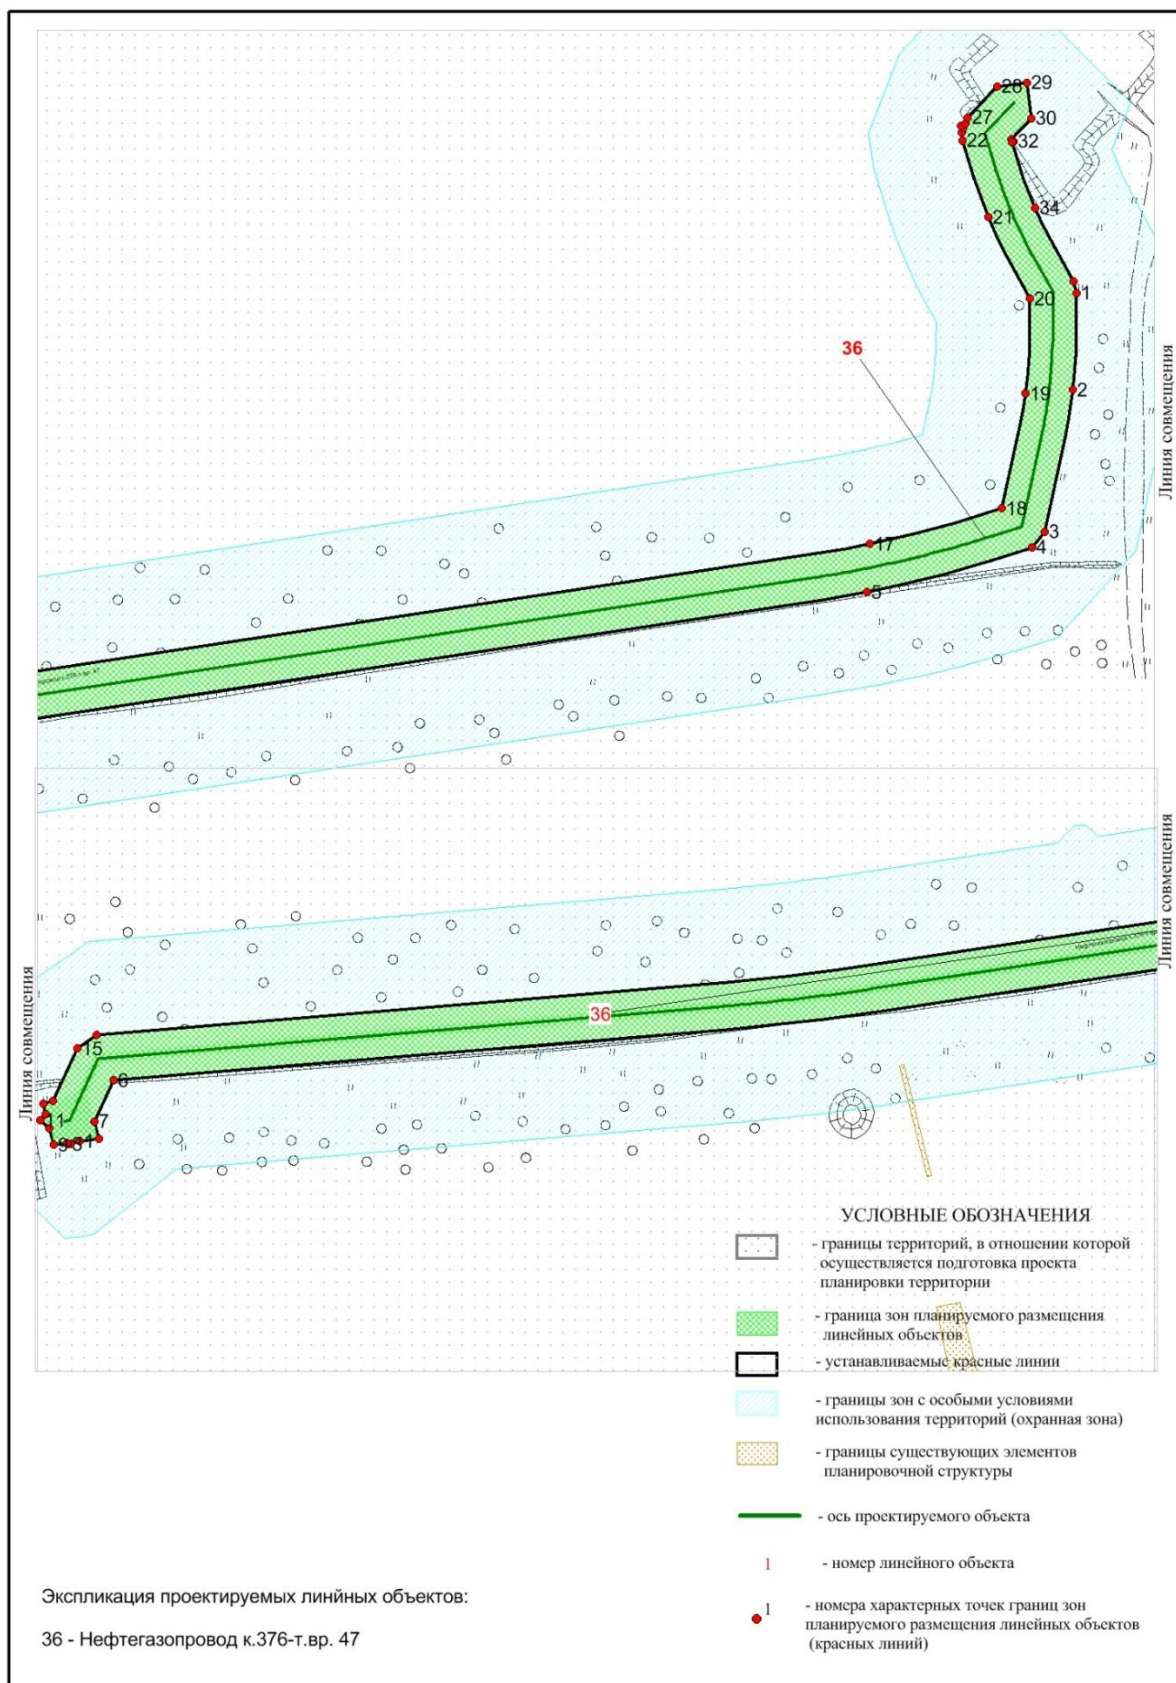 28
29
27
30
22
32
34
21
1
20
36
2
19
Линия совмещения
18
3
17
4
5
Линия совмещения
Линия совмещения
36
15
6
11
7
УСЛОВНЫЕ ОБОЗНАЧЕНИЯ
- границы территорий, в отношении которой
осуществляется подготовка проекта
планировки территории
- граница зон планируемого размещения
линейных объектов
- устанавливаемые красные линии
- границы зон с особыми условиями
использования территорий (охранная зона)
- границы существующих элементов
планировочной структуры
- ось проектируемого объекта
1 - номер линейного объекта
1 - номера характерных точек границ зон
планируемого размещения линейных объектов
(красных линий)
Экспликация проектируемых линйных объектов:
36 - Нефтегазопровод к.376-т.вр. 47